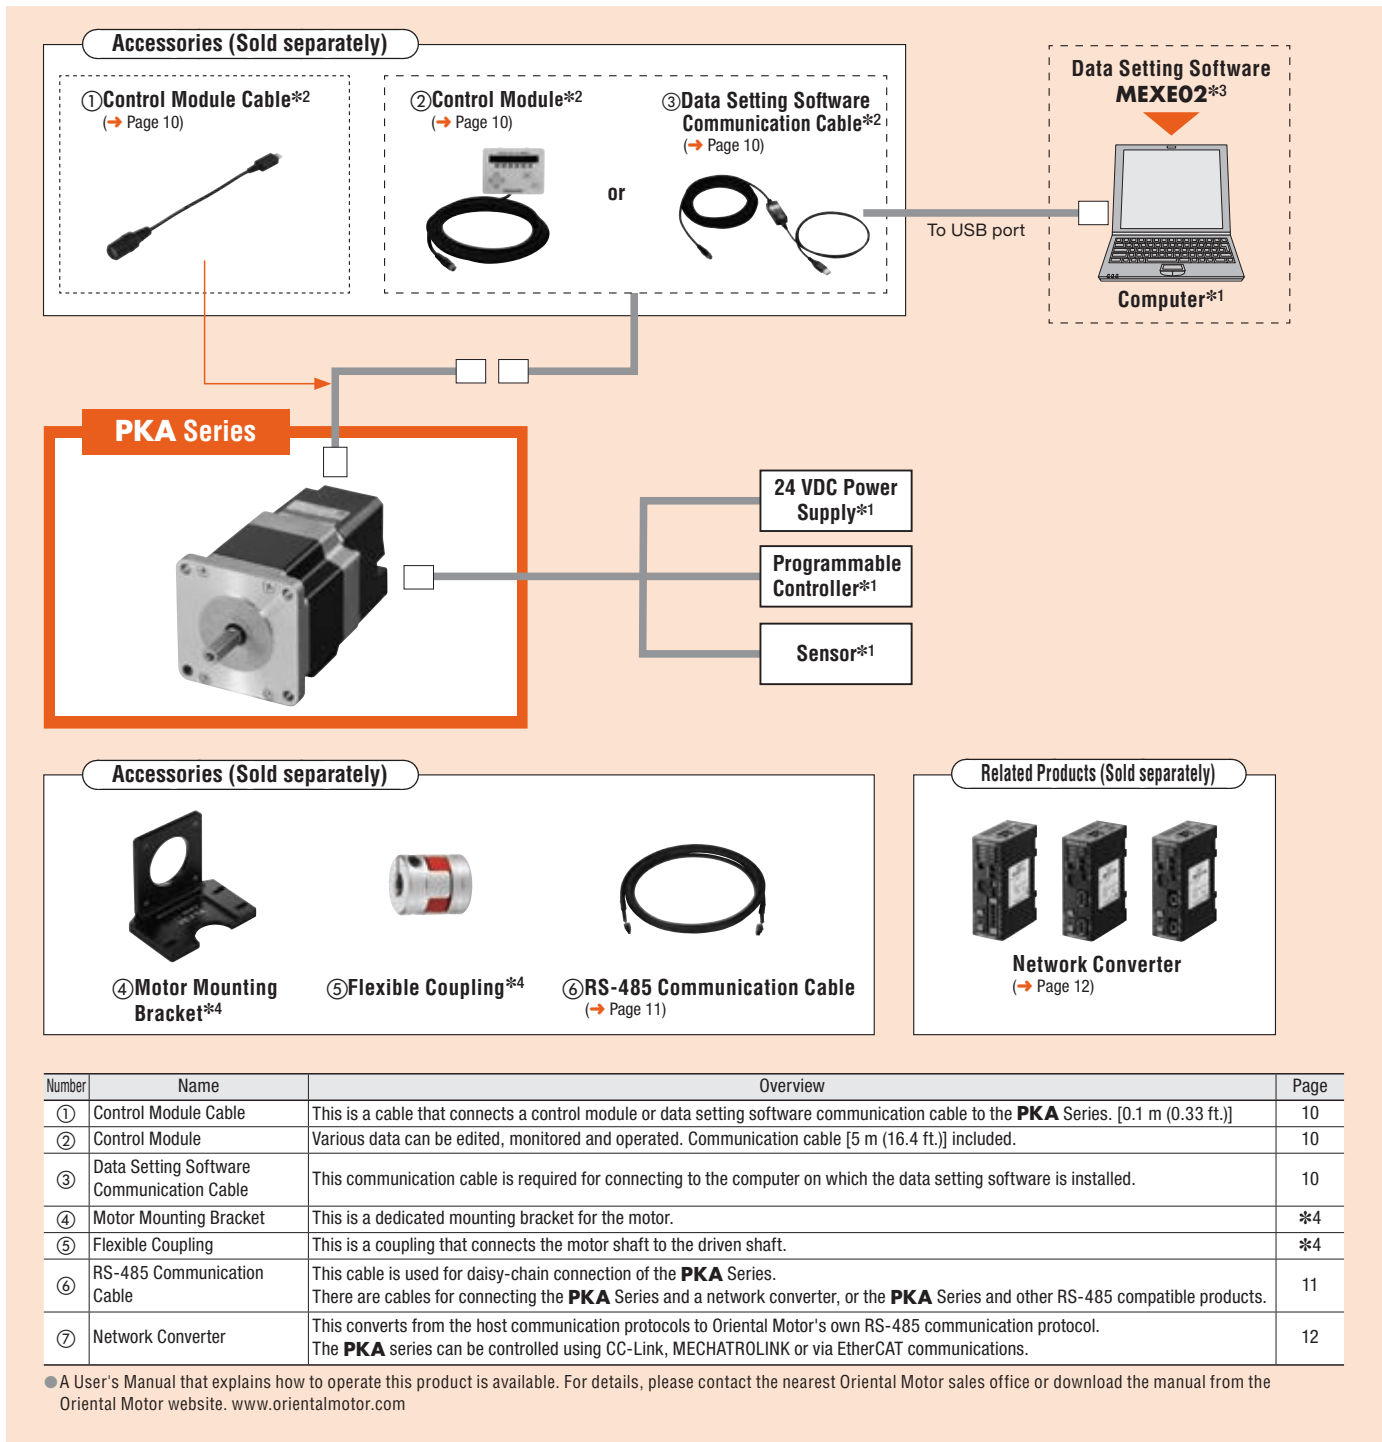 Accessories (Sold separately)
①Control Module Cable*2
(→ Page 10)
②Control Module*2
(→ Page 10)
or
③Data Setting Software
Communication Cable*2
(→ Page 10)
Data Setting Software
MEXE02*3
To USB port
Computer*1
PKA Series
24 VDC Power
Supply*1
Programmable
Controller*1
Sensor*1
Accessories (Sold separately)
④Motor Mounting
Bracket*4
⑤Flexible Coupling*4
⑥RS-485 Communication Cable
(→ Page 11)
Related Products (Sold separately)
Network Converter
(→ Page 12)
Number Name Overview Page
① Control Module Cable This is a cable that connects a control module or data setting software communication cable to the PKA Series. [0.1 m (0.33 ft.)] 10
② Control Module Various data can be edited, monitored and operated. Communication cable [5 m (16.4 ft.)] included. 10
③ Data Setting Software
Communication Cable This communication cable is required for connecting to the computer on which the data setting software is installed. 10
④ Motor Mounting Bracket This is a dedicated mounting bracket for the motor. *4
⑤ Flexible Coupling This is a coupling that connects the motor shaft to the driven shaft. *4
⑥ RS-485 Communication
Cable This cable is used for daisy-chain connection of the PKA Series.
There are cables for connecting the PKA Series and a network converter, or the PKA Series and other RS-485 compatible products. 11
⑦ Network Converter This converts from the host communication protocols to Oriental Motor's own RS-485 communication protocol.
The PKA series can be controlled using CC-Link, MECHATROLINK or via EtherCAT communications. 12
●A User's Manual that explains how to operate this product is available. For details, please contact the nearest Oriental Motor sales office or download the manual from the
Oriental Motor website. www.orientalmotor.com